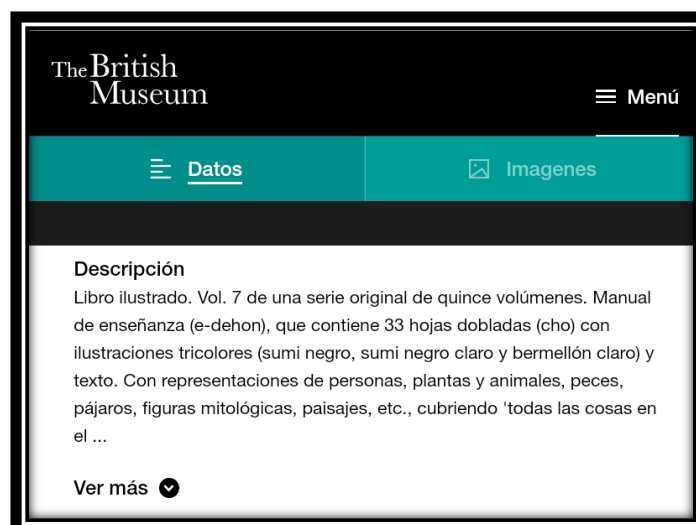 The British
Museum
Menú
Datos
Imagenes
Descripción
Libro ilustrado. Vol. 7 de una serie original de quince volúmenes. Manual
de enseñanza (e-dehon), que contiene 33 hojas dobladas (cho) con
ilustraciones tricolores (sumi negro, sumi negro claro y bermellón claro) y
texto. Con representaciones de personas, plantas y animales, peces,
pájaros, figuras mitológicas, paisajes, etc., cubriendo 'todas las cosas en
el ...
Ver más